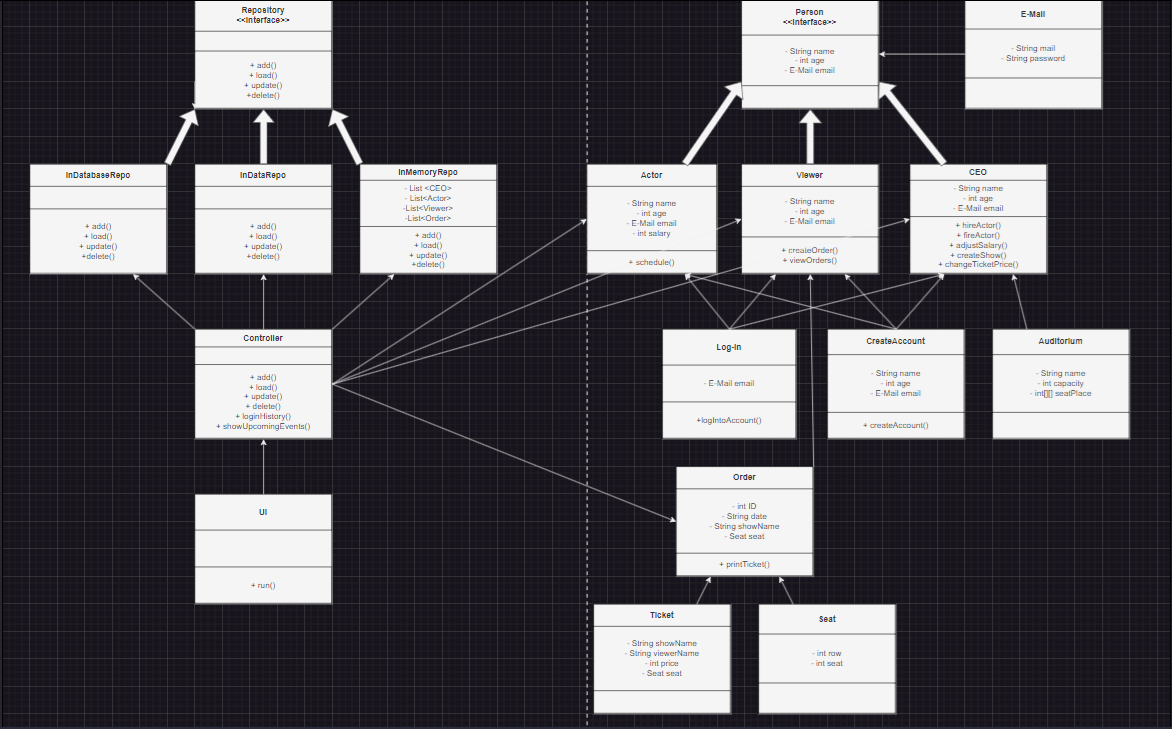 Repository
<<interface>>
+ add()
+ load()
+ update()
+delete()
Person
<<interface>>
- String name
- int age
- E-Mail email
E-Mail
- String mail
- String password
InDatabaseRepo
+ add()
+ load()
+ update()
+delete()
InDataRepo
+ add()
+ load()
+ update()
+delete()
InMemoryRepo
- List <CEO>
- List<Actor>
-List<Viewer>
-List<Order>
+ add()
+ load()
+ update()
+delete()
Actor
- String name
- int age
- E-Mail email
- int salary
+ schedule()
Viewer
- String name
- int age
- E-Mail email
+ createOrder()
+ viewOrders()
CEO
- String name
- int age
- E-Mail email
+ hireActor()
+ fireActor()
+ adjustSalary()
+ createShow()
+ changeTicketPrice()
Controller
+ add()
+ load()
+ update()
+ delete()
+ loginHistory()
+ showUpcomingEvents()
Log-In
- E-Mail email
+logIntoAccount()
CreateAccount
- String name
- int age
- E-Mail email
+ createAccount()
Auditorium
- String name
- int capacity
- int[][] seatPlace
UI
+ run()
Order
- int ID
- String date
- String showName
- Seat seat
+ printTicket()
Ticket
- String showName
- String viewerName
- int price
- Seat seat
Seat
- int row
- int seat